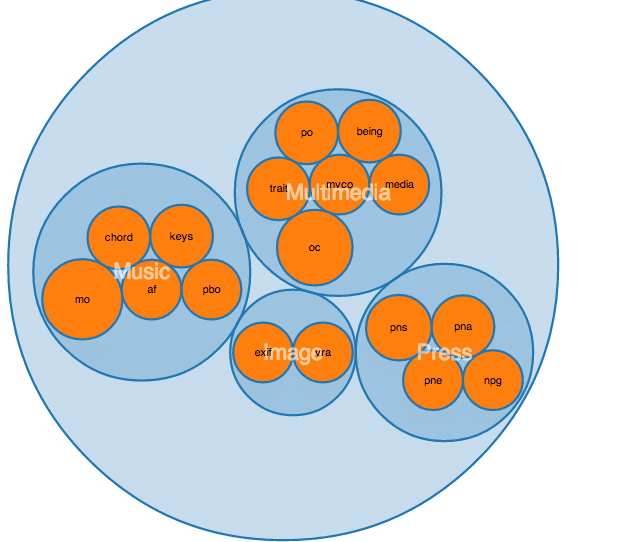 po
being
trait
mvco
media
Multimedia
oc
chord
keys
Music
mo
af
pbo
exif
vra
Image
pns
pna
Press
pne
npg